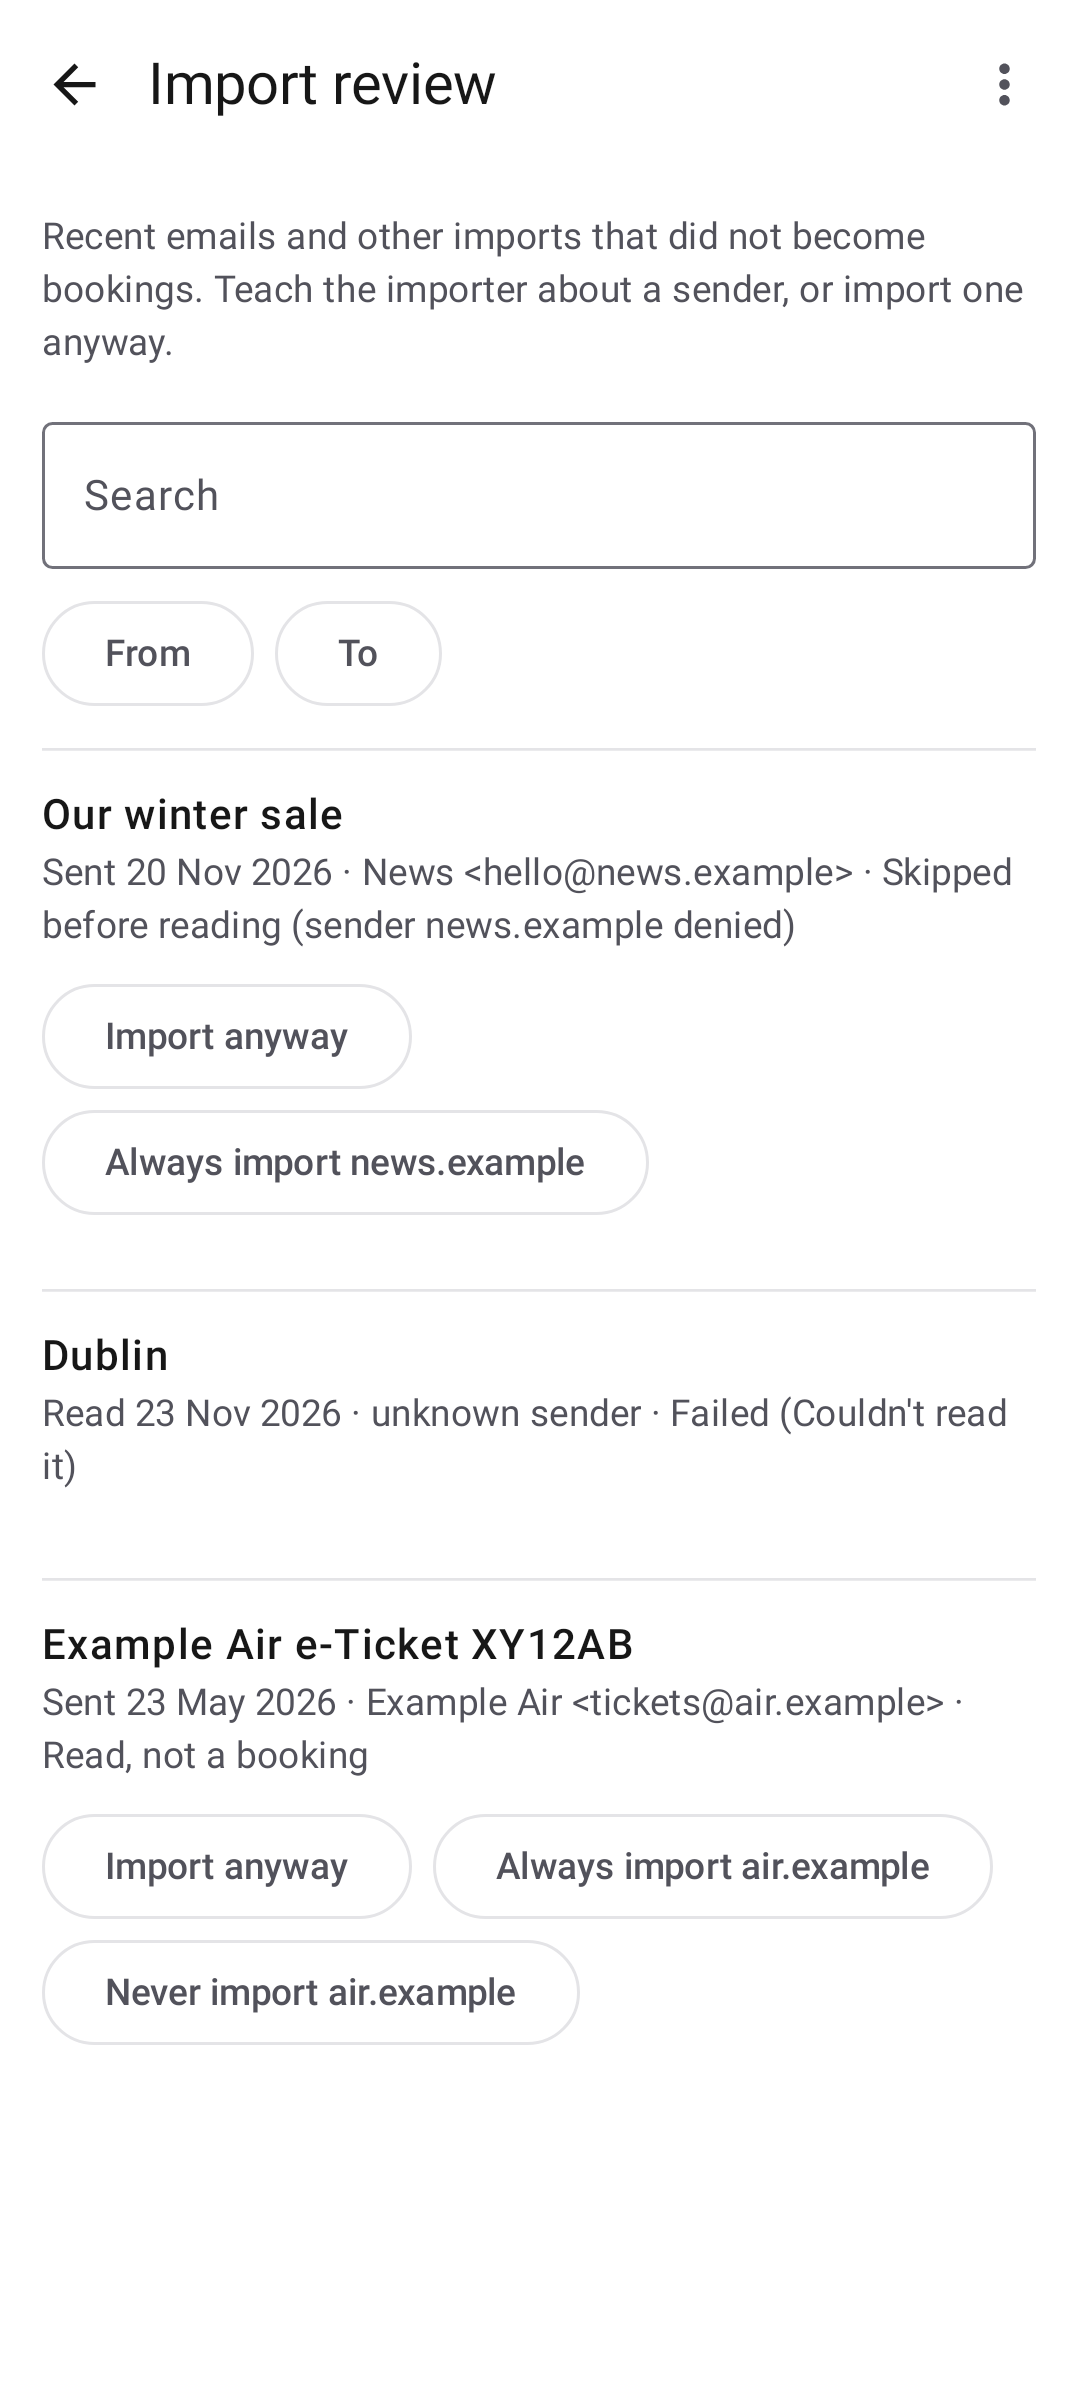 Import review
Recent emails and other imports that did not become
bookings. Teach the importer about a sender, or import one
anyway.
Search
From
To
Our winter sale
Sent 20 Nov 2026 · News <hello@news.example> · Skipped
before reading (sender news.example denied)
Import anyway
Always import news.example
Dublin
Read 23 Nov 2026 · unknown sender · Failed (Couldn't read
it)
Example Air e-Ticket XY12AB
Sent 23 May 2026 · Example Air <tickets@air.example> ·
Read, not a booking
Import anyway
Always import air.example
Never import air.example